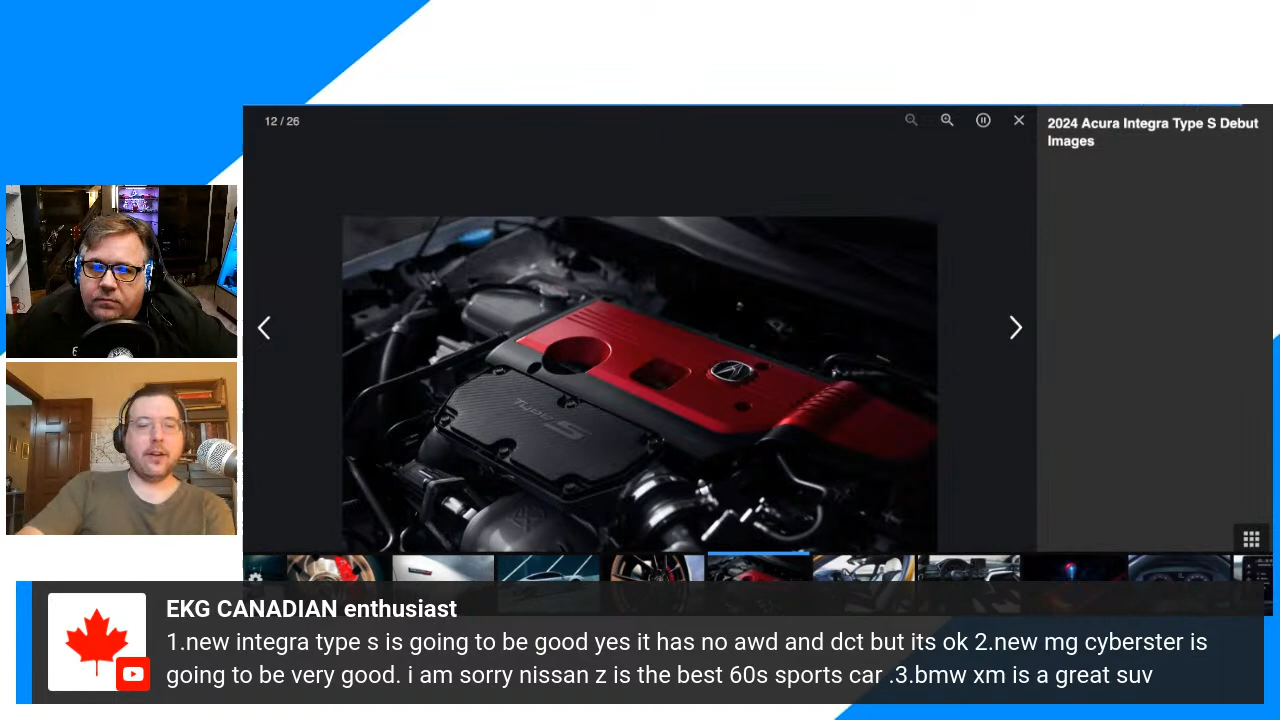 12 / 26
2024 Acura Integra Type S Debut
Images
Type S
EKG CANADIAN enthusiast
1.new integra type s is going to be good yes it has no awd and dct but its ok 2.new mg cyberster is
going to be very good. i am sorry nissan z is the best 60s sports car .3.bmw xm is a great suv